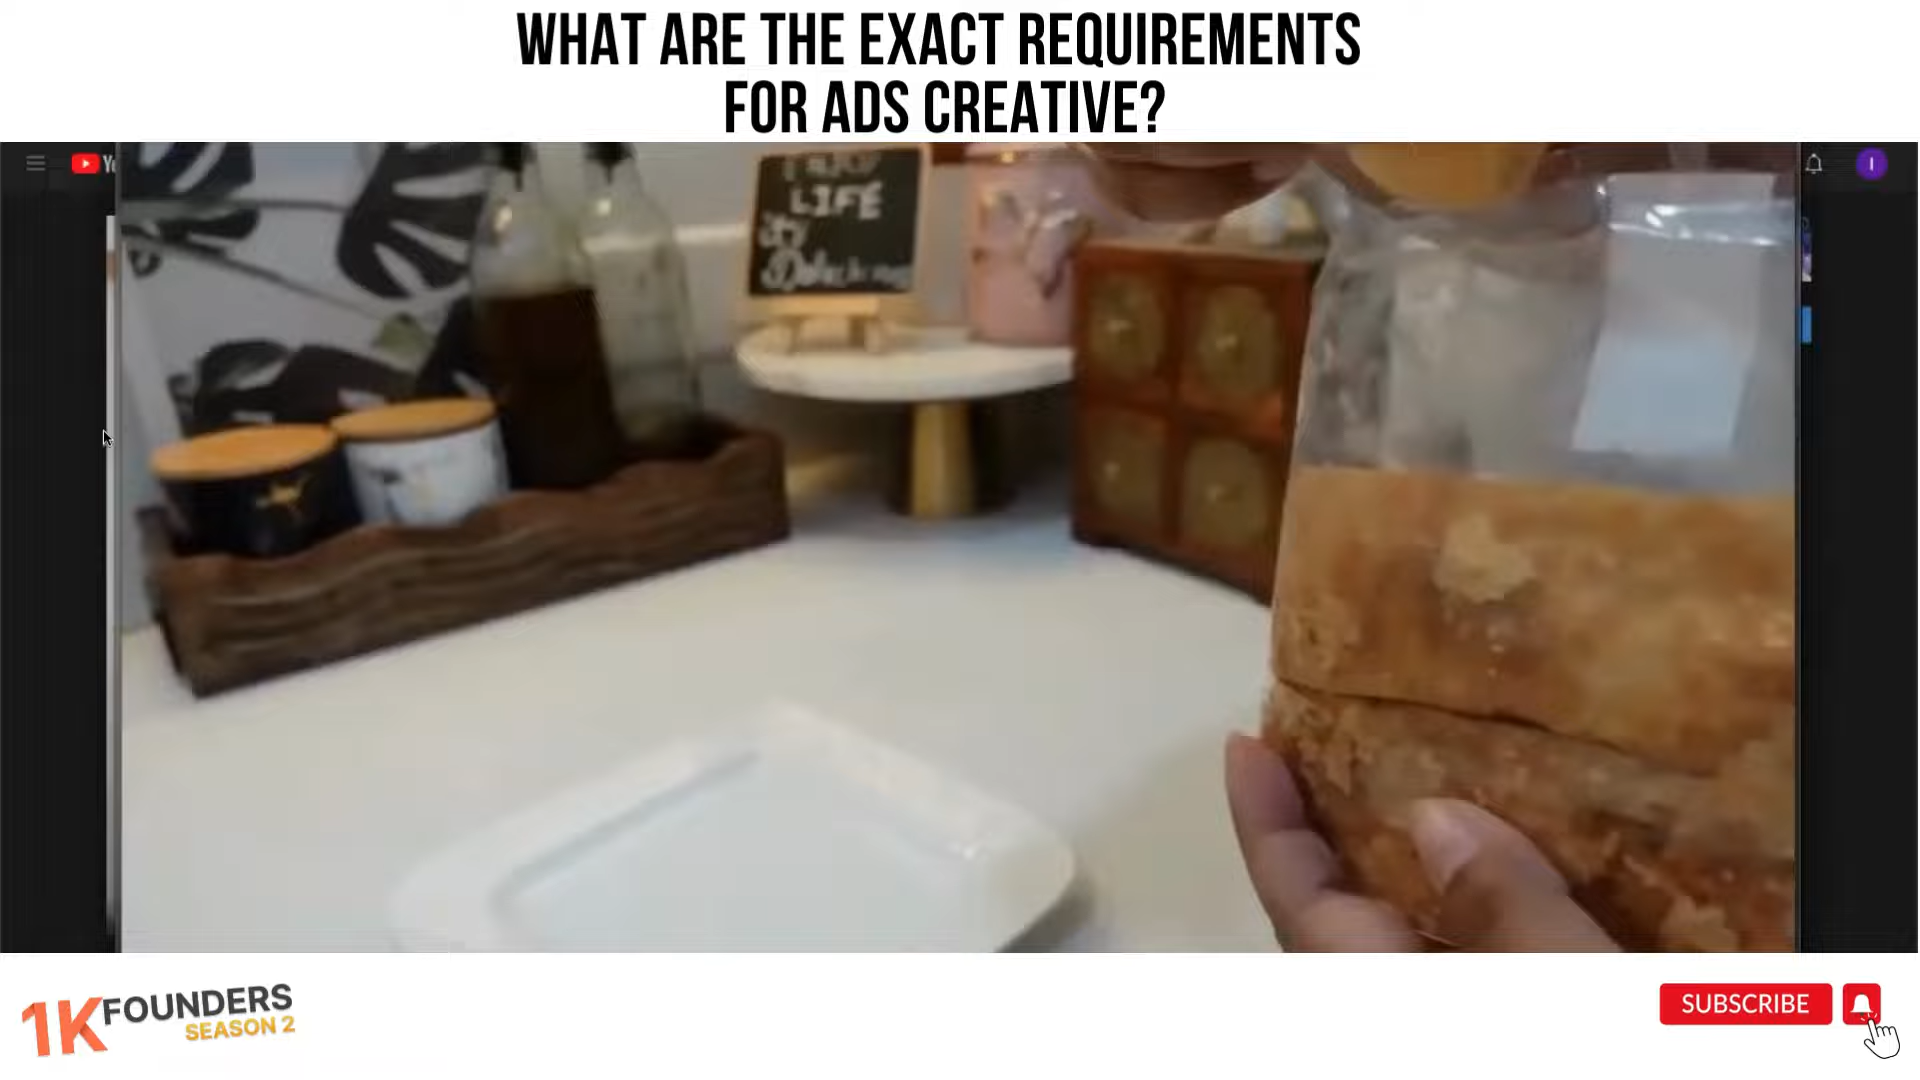 WHAT ARE THE EXACT REQUIREMENTS
FOR ADS CREATIVE?
LIFE
1K FOUNDERS
SEASON 2
SUBSCRIBE